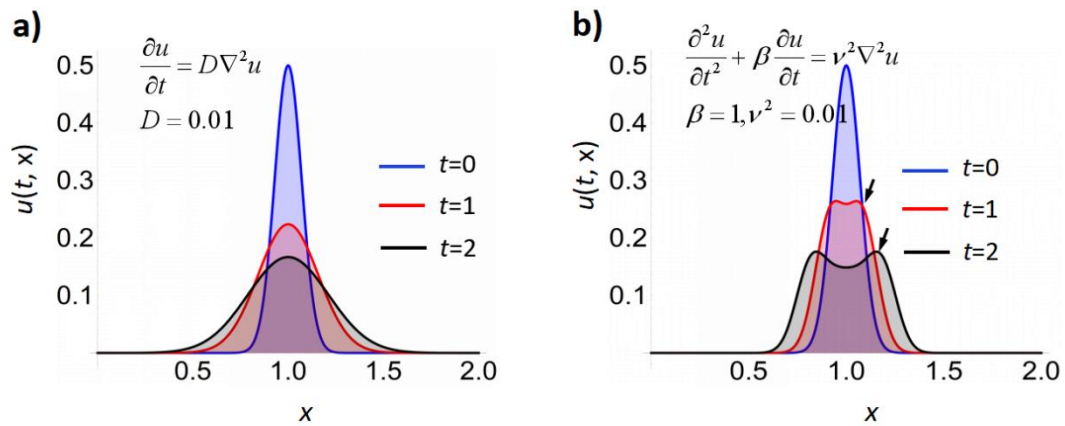 a)
∂u/∂t = D∇²u
D = 0.01
0.5
0.4
0.3
0.2
0.1
u(t, x)
t=0
t=1
t=2
0.5 1.0 1.5 2.0
x
b)
∂²u/∂t² + β ∂u/∂t = ν²∇²u
β = 1, ν² = 0.01
0.5
0.4
0.3
0.2
0.1
u(t, x)
t=0
t=1
t=2
0.5 1.0 1.5 2.0
x